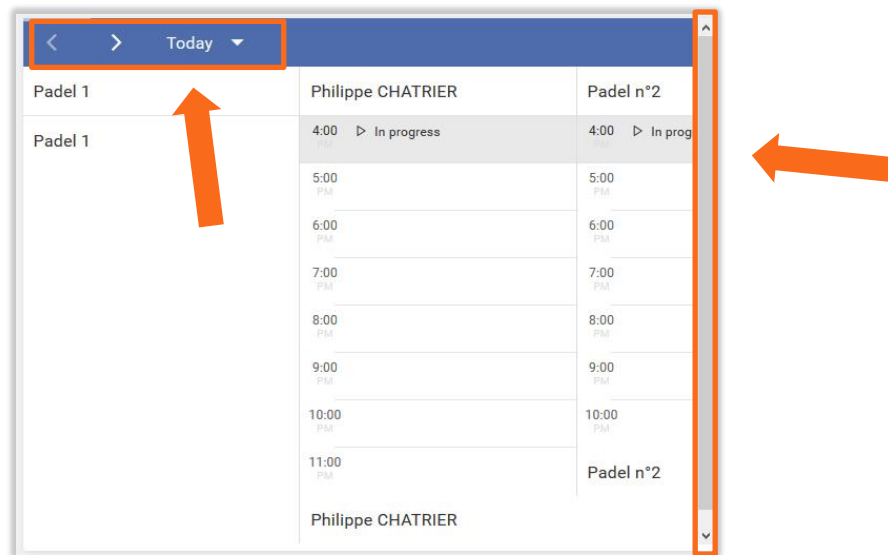 Today
Padel 1
Padel 1
Philippe CHATRIER
4:00 In progress
PM
5:00
PM
6:00
PM
7:00
PM
8:00
PM
9:00
PM
10:00
PM
11:00
PM
Philippe CHATRIER
Padel n°2
4:00 In prog
PM
5:00
PM
6:00
PM
7:00
PM
8:00
PM
9:00
PM
10:00
PM
Padel n°2